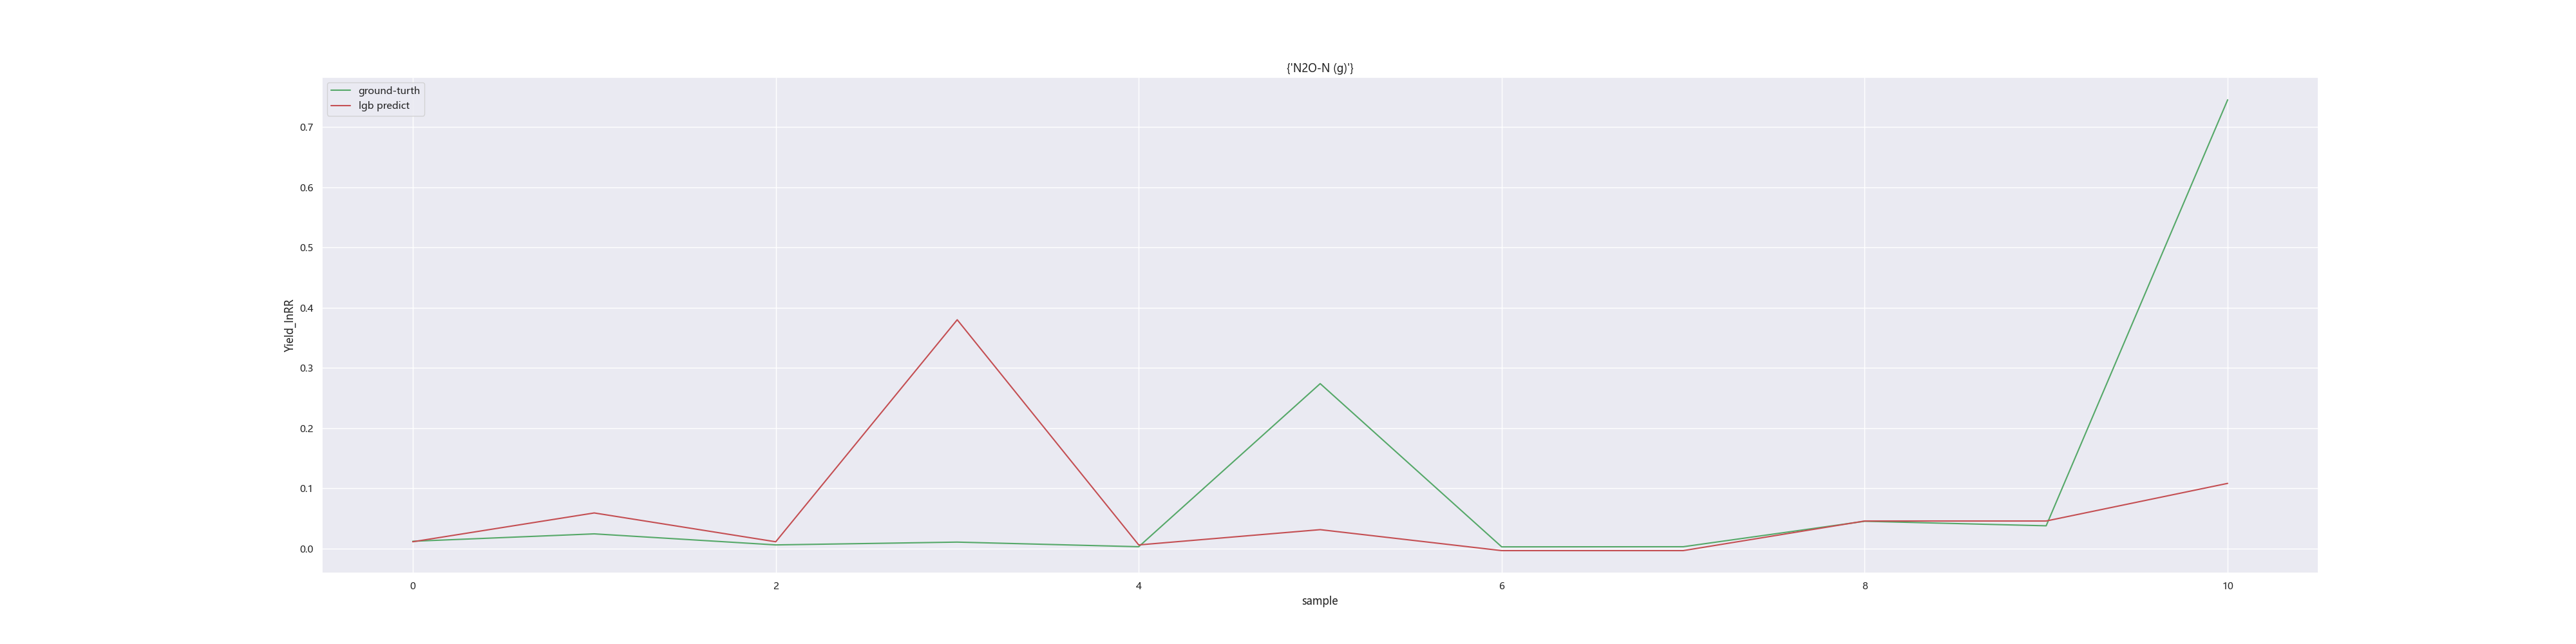 {'N2O-N (g)'}
ground-turth
lgb predict
0.7
0.6
0.5
0.4
0.3
0.2
0.1
0.0
Yield_lnRR
0 2 4 6 8 10
sample